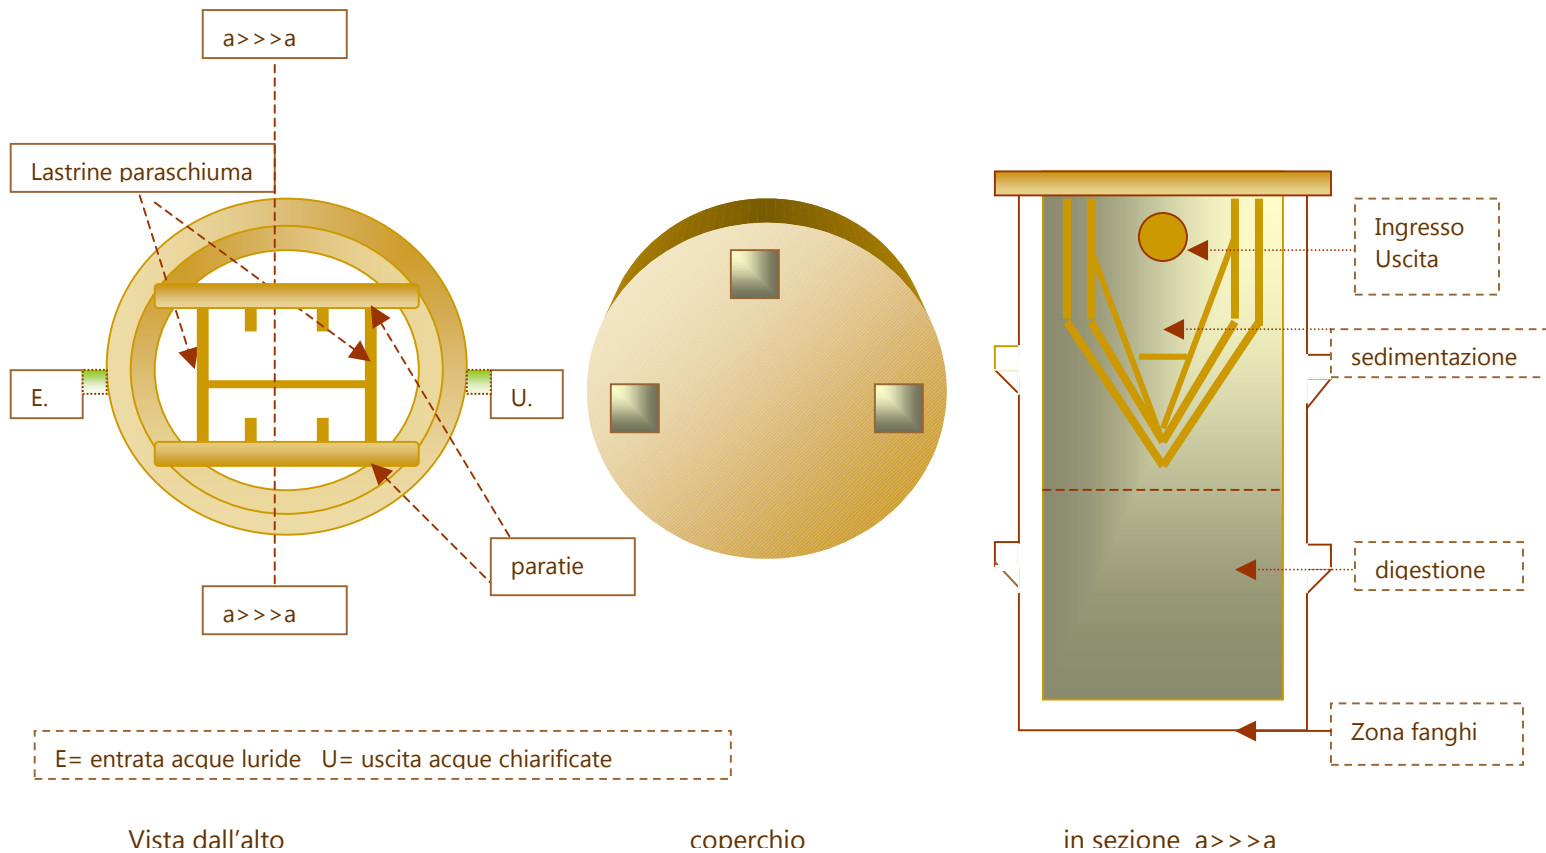 a>>>a
Lastrine paraschiuma
E.
U.
paratie
a>>>a
E= entrata acque luride   U= uscita acque chiarificate
Ingresso
Uscita
sedimentazione
digestione
Zona fanghi
Vista dall'alto
coperchio
in sezione a>>>a